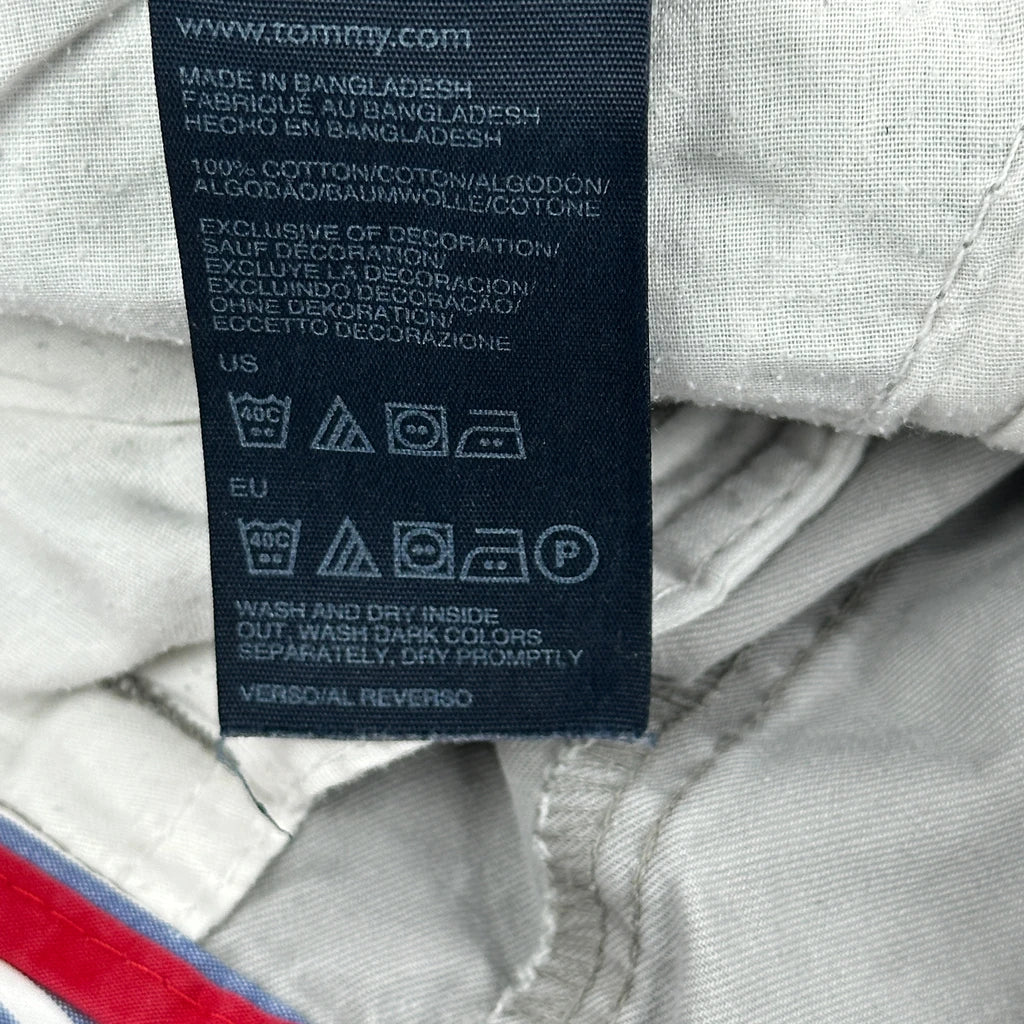 www.tommy.com
MADE IN BANGLADESH
FABRIQUÉ AU BANGLADESH
HECHO EN BANGLADESH
100% COTTON/COTON/ALGODÓN/
ALGODÃO/BAUMWOLLE/COTONE
EXCLUSIVE OF DECORATION/
SAUF DÉCORATION/
EXCLUYE LA DECORACION/
EXCLUINDO DECORAÇÃO/
OHNE DEKORATION/
ECCETTO DECORAZIONE
US
40C
EU
40C P
WASH AND DRY INSIDE
OUT, WASH DARK COLORS
SEPARATELY, DRY PROMPTLY
VERSO/AL REVERSO